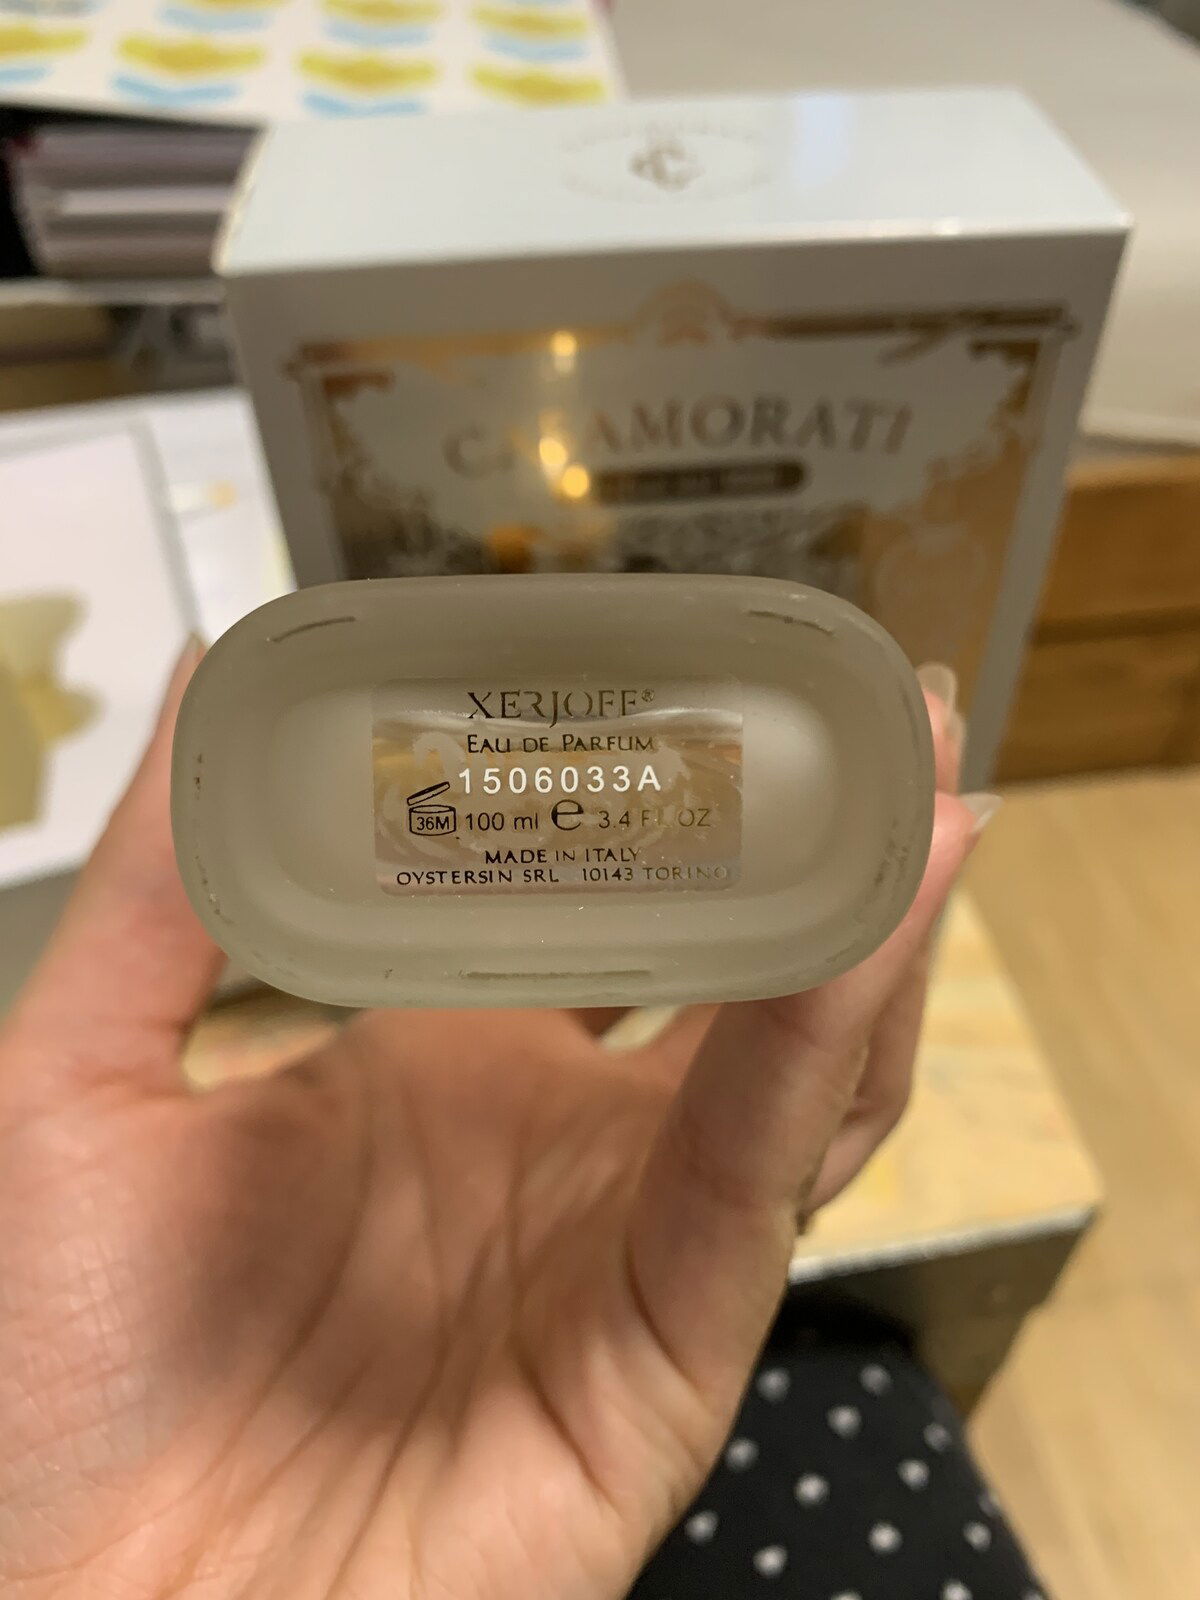 CASAMORATI
XERJOFF®
EAU DE PARFUM
1506033A
36M 100 ml e 3.4 FL OZ
MADE IN ITALY
OYSTERSIN SRL 10143 TORINO